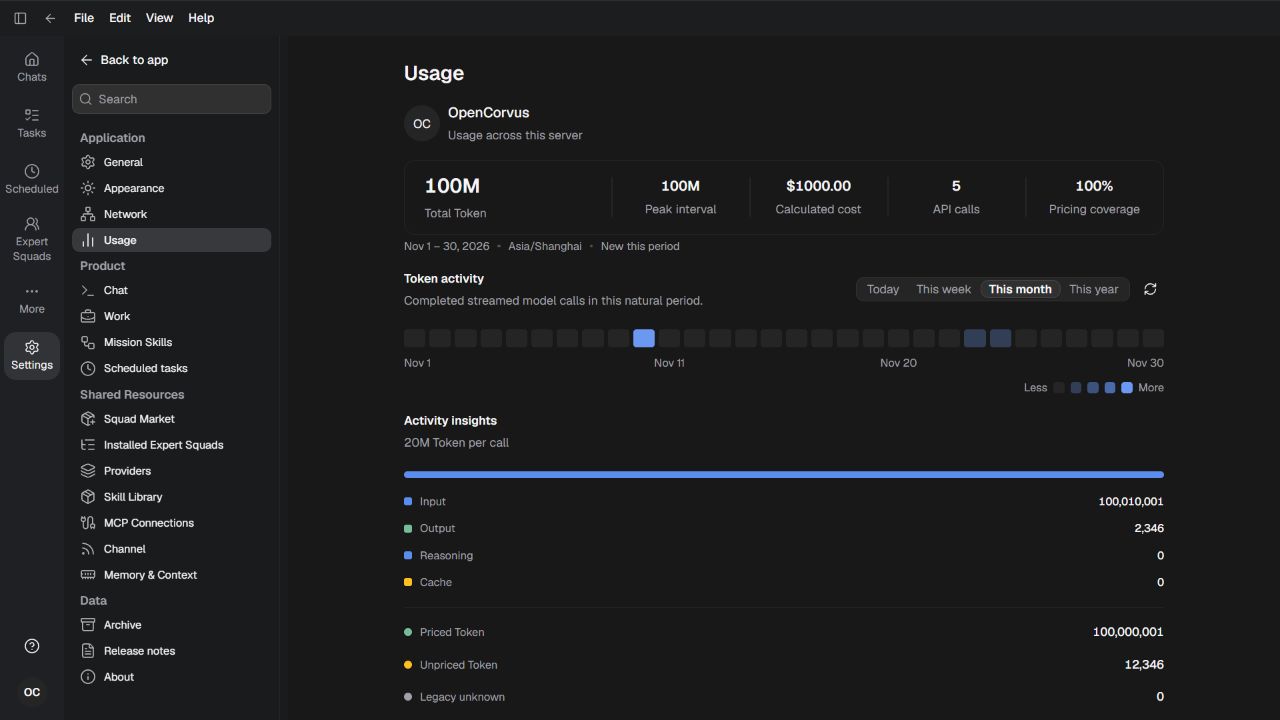 File Edit View Help
Chats
Tasks
Scheduled
Expert
Squads
More
Settings
OC
Back to app
Search
Application
General
Appearance
Network
Usage
Product
Chat
Work
Mission Skills
Scheduled tasks
Shared Resources
Squad Market
Installed Expert Squads
Providers
Skill Library
MCP Connections
Channel
Memory & Context
Data
Archive
Release notes
About
Usage
OC
OpenCorvus
Usage across this server
100M
Total Token
100M
Peak interval
$1000.00
Calculated cost
5
API calls
100%
Pricing coverage
Nov 1 – 30, 2026 • Asia/Shanghai • New this period
Token activity
Completed streamed model calls in this natural period.
Today This week This month This year
Nov 1 Nov 11 Nov 20 Nov 30
Less More
Activity insights
20M Token per call
Input 100,010,001
Output 2,346
Reasoning 0
Cache 0
Priced Token 100,000,001
Unpriced Token 12,346
Legacy unknown 0